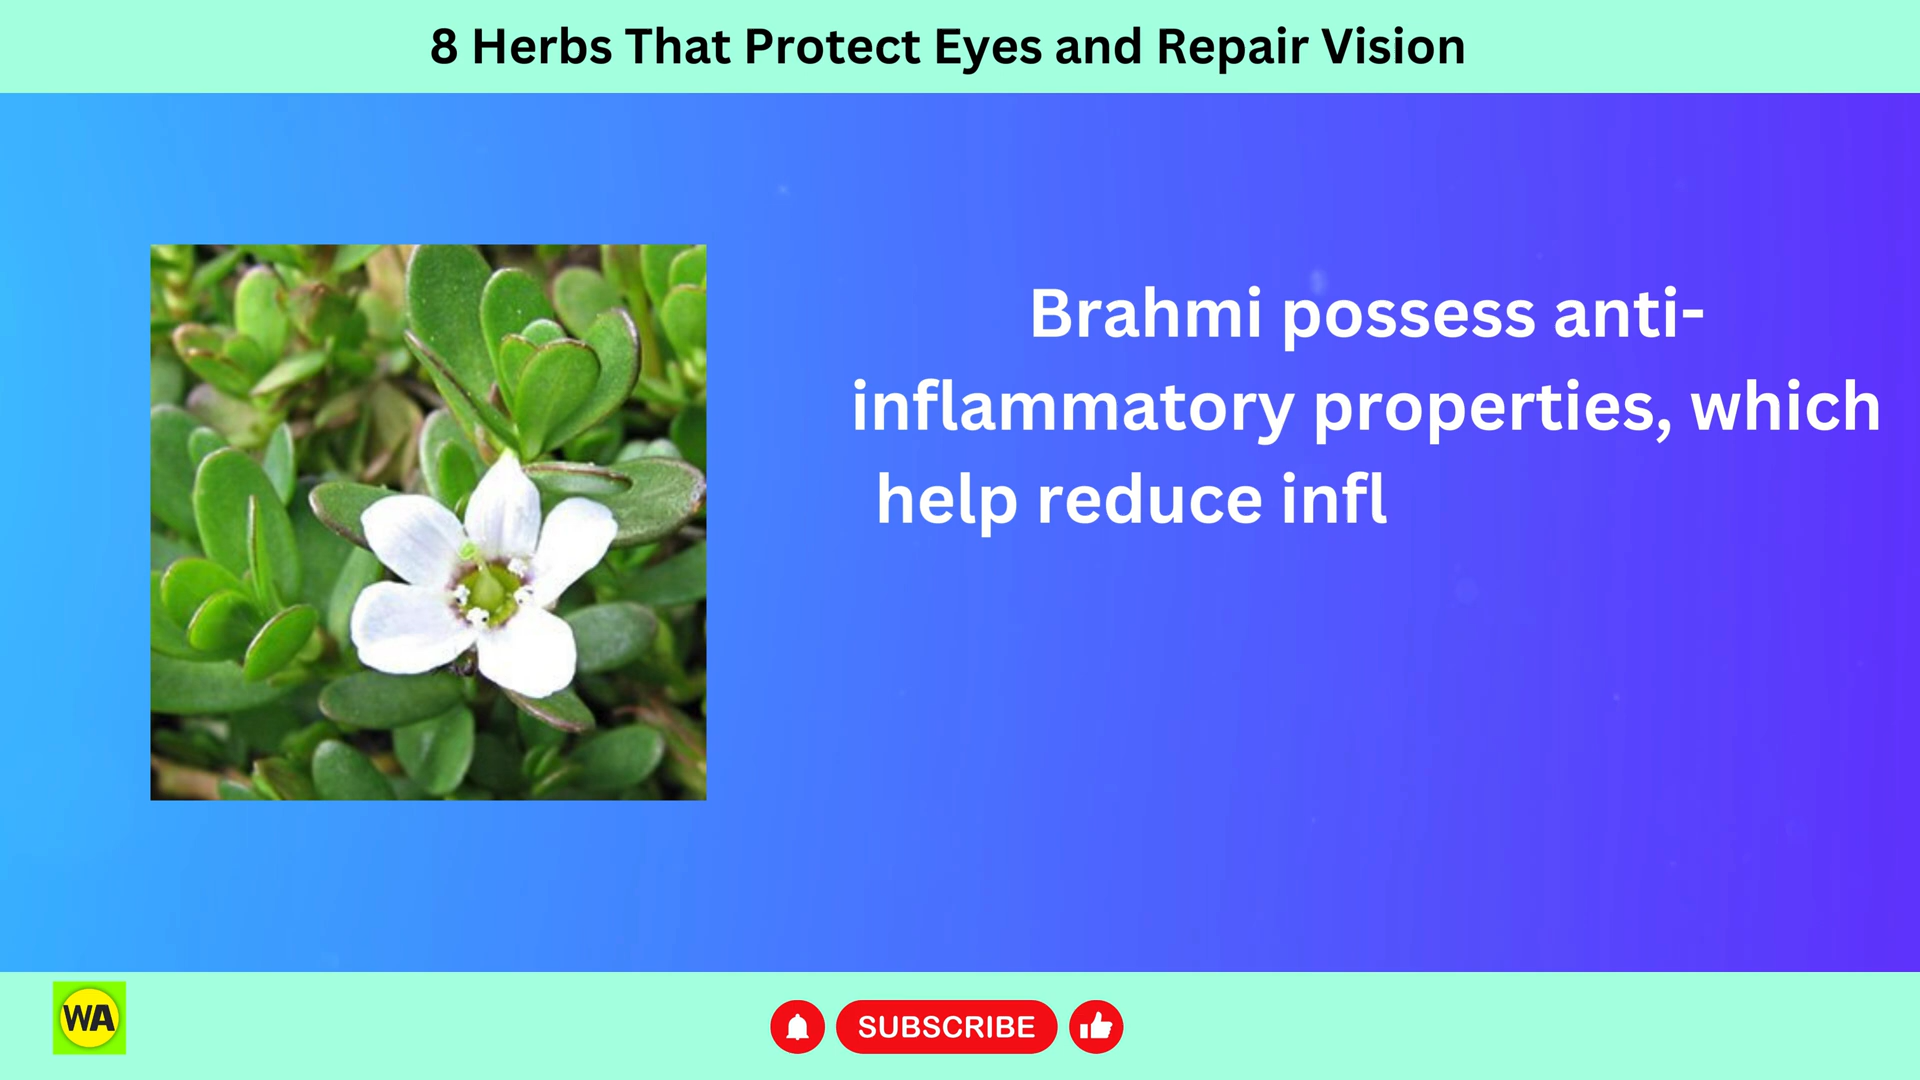 8 Herbs That Protect Eyes and Repair Vision
Brahmi possess anti-
inflammatory properties, which
help reduce infl
WA
SUBSCRIBE